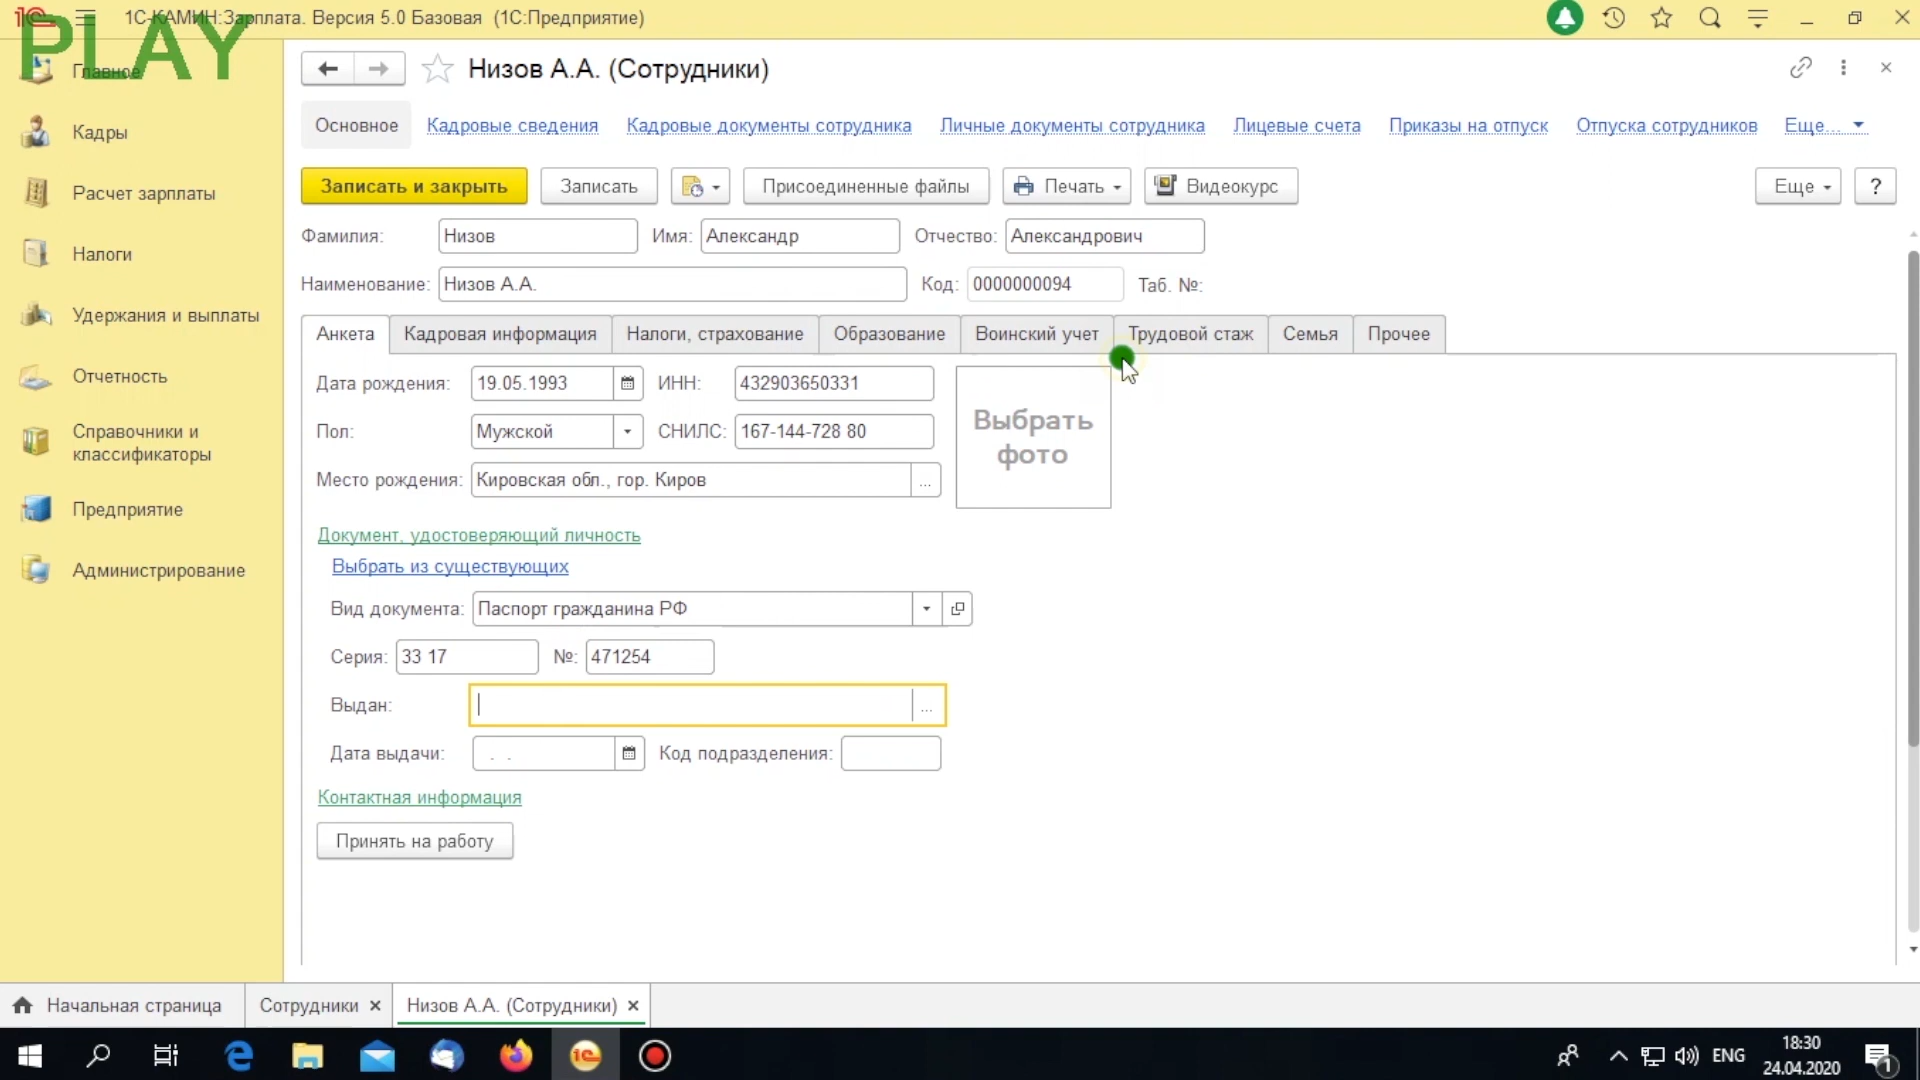 1С-КАМИН:Зарплата. Версия 5.0 Базовая (1С:Предприятие)
PLAY
Главное
Кадры
Расчет зарплаты
Налоги
Удержания и выплаты
Отчетность
Справочники и
классификаторы
Предприятие
Администрирование
Низов А.А. (Сотрудники)
Основное Кадровые сведения Кадровые документы сотрудника Личные документы сотрудника Лицевые счета Приказы на отпуск Отпуска сотрудников Еще...
Записать и закрыть Записать Присоединенные файлы Печать Видеокурс Еще ?
Фамилия: Низов Имя: Александр Отчество: Александрович
Наименование: Низов А.А. Код: 0000000094 Таб. №:
Анкета Кадровая информация Налоги, страхование Образование Воинский учет Трудовой стаж Семья Прочее
Дата рождения: 19.05.1993 ИНН: 432903650331
Пол: Мужской СНИЛС: 167-144-728 80
Выбрать
фото
Место рождения: Кировская обл., гор. Киров ...
Документ, удостоверяющий личность
Выбрать из существующих
Вид документа: Паспорт гражданина РФ
Серия: 33 17 №: 471254
Выдан: ...
Дата выдачи: . . Код подразделения:
Контактная информация
Принять на работу
Начальная страница Сотрудники Низов А.А. (Сотрудники)
ENG
18:30
24.04.2020
1